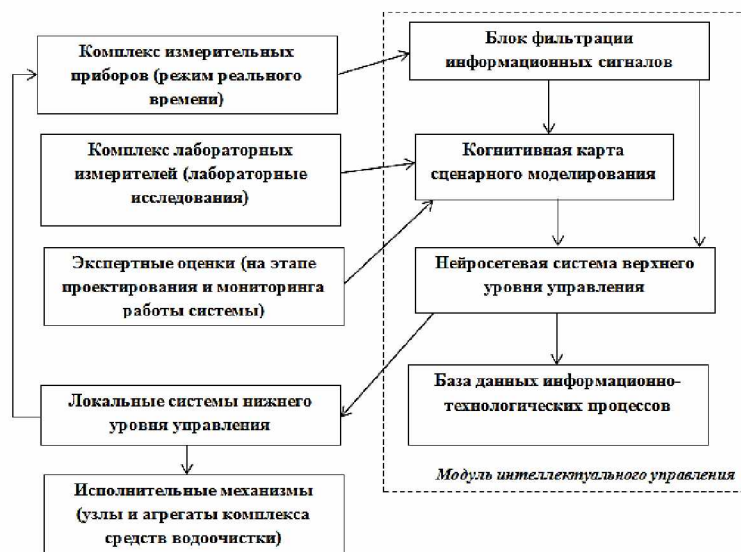 Комплекс измерительных
приборов (режим реального
времени)
Комплекс лабораторных
измерителей (лабораторные
исследования)
Экспертные оценки (на этапе
проектирования и мониторинга
работы системы)
Локальные системы нижнего
уровня управления
Исполнительные механизмы
(узлы и агрегаты комплекса
средств водоочистки)
Блок фильтрации
информационных сигналов
Когнитивная карта
сценарного моделирования
Нейросетевая система верхнего
уровня управления
База данных информационно-
технологических процессов
Модуль интеллектуального управления